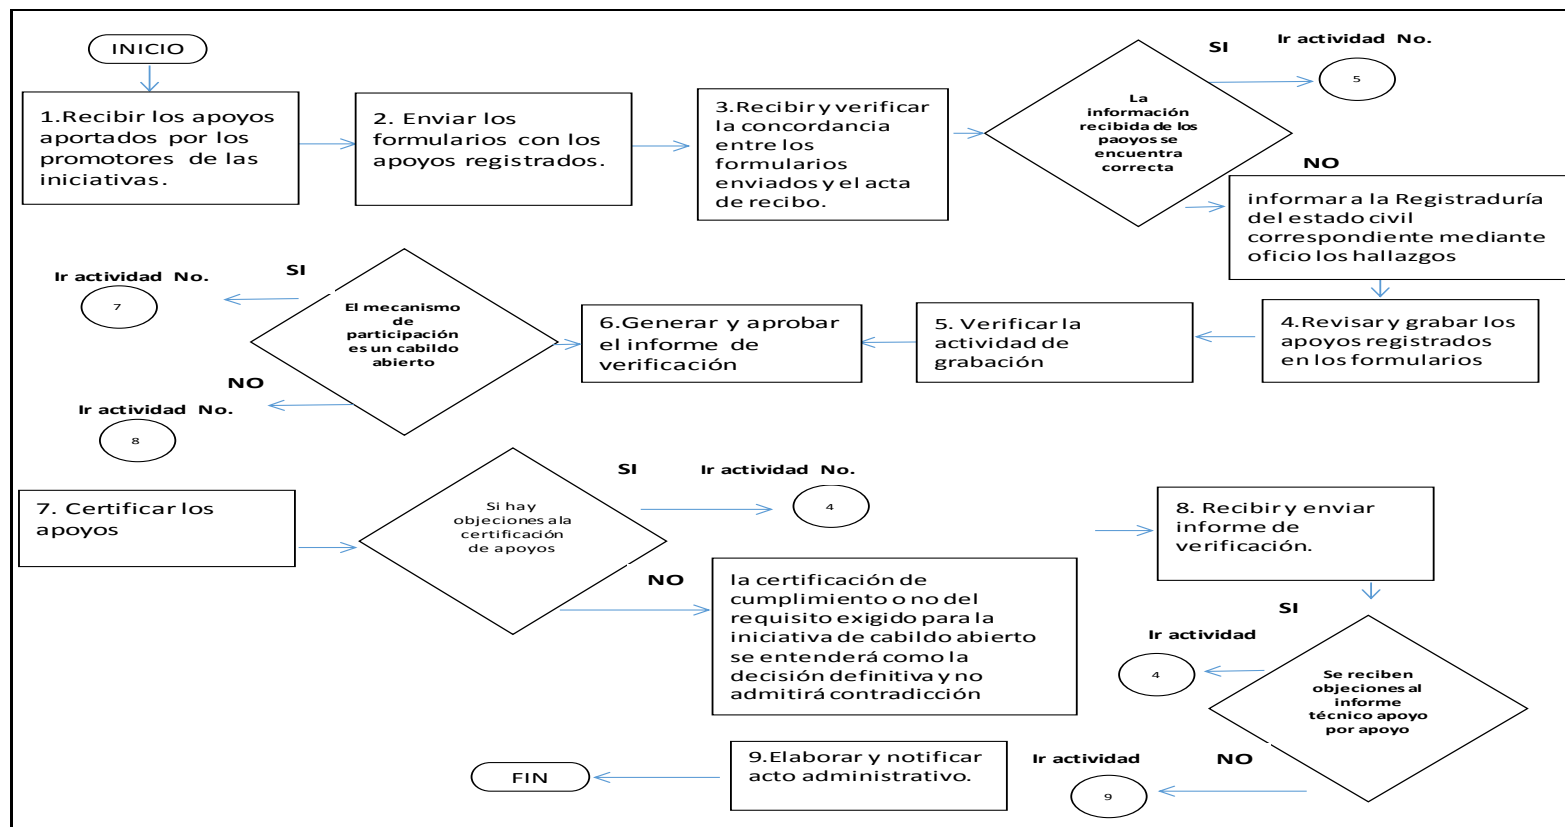 INICIO
1.Recibir los apoyos
aportados por los
promotores de las
iniciativas.
2. Enviar los
formularios con los
apoyos registrados.
3.Recibir y verificar
la concordancia
entre los
formularios
enviados y el acta
de recibo.
La
información
recibida de los
paoyos se
encuentra
correcta
SI
Ir actividad No.
5
NO
informar a la Registraduría
del estado civil
correspondiente mediante
oficio los hallazgos
4.Revisar y grabar los
apoyos registrados
en los formularios
5. Verificar la
actividad de
grabación
6.Generar y aprobar
el informe de
verificación
El mecanismo
de
participación
es un cabildo
abierto
SI
Ir actividad No.
7
NO
Ir actividad No.
8
7. Certificar los
apoyos
Si hay
objeciones a la
certificación
de apoyos
SI
Ir actividad No.
4
NO
la certificación de
cumplimiento o no del
requisito exigido para la
iniciativa de cabildo abierto
se entenderá como la
decisión definitiva y no
admitirá contradicción
8. Recibir y enviar
informe de
verificación.
SI
Ir actividad
4
Se reciben
objeciones al
informe
técnico apoyo
por apoyo
NO
Ir actividad
9
9.Elaborar y notificar
acto administrativo.
FIN